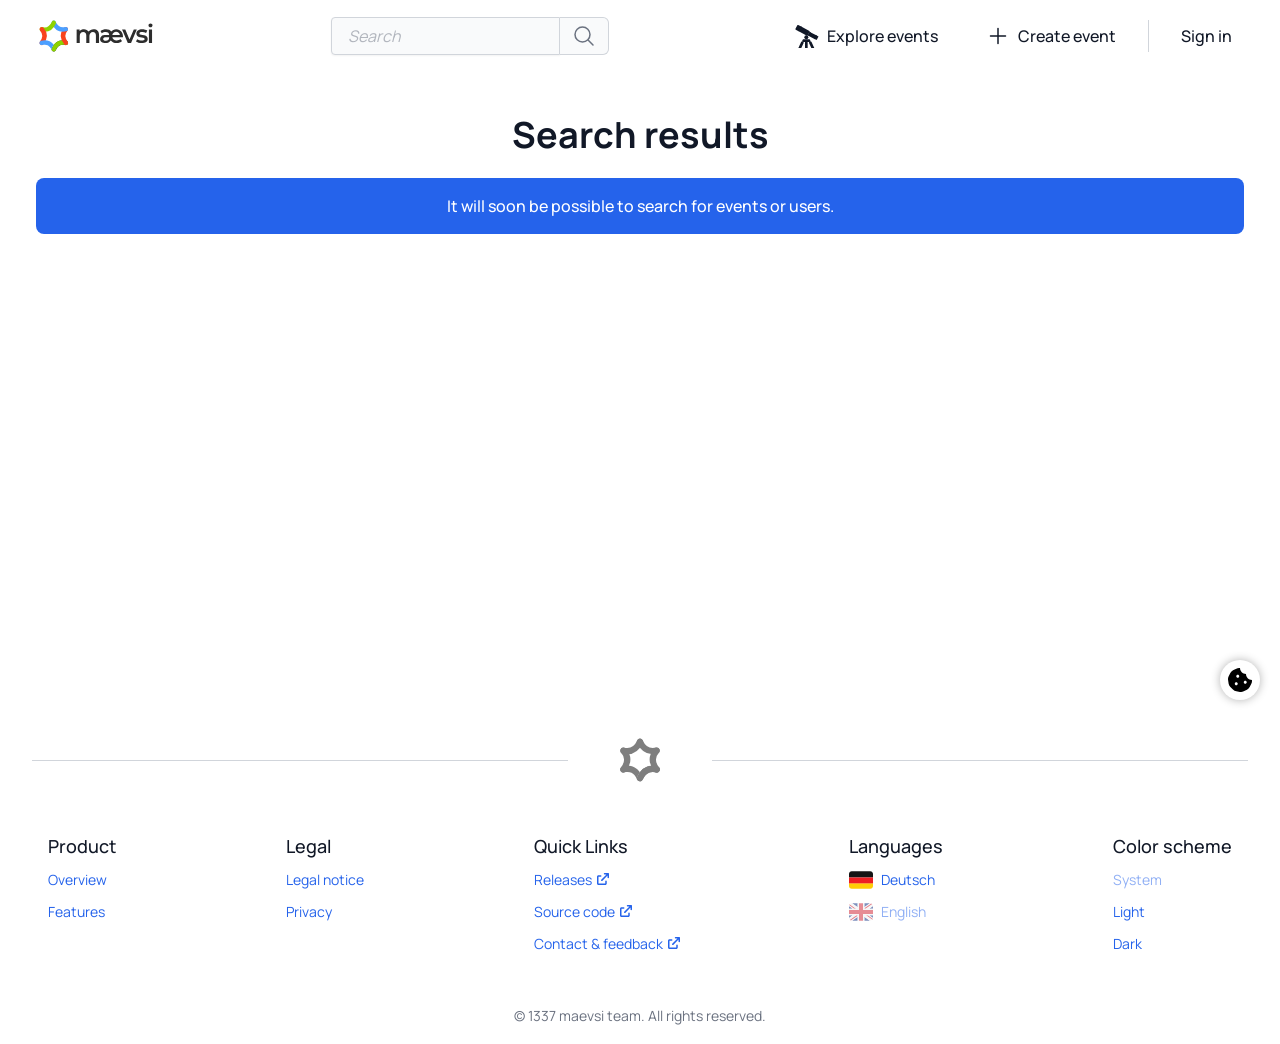 mævsi
Search
Explore events
Create event
Sign in
Search results
It will soon be possible to search for events or users.
Product
Overview
Features
Legal
Legal notice
Privacy
Quick Links
Releases
Source code
Contact & feedback
Languages
Deutsch
English
Color scheme
System
Light
Dark
© 1337 maevsi team. All rights reserved.